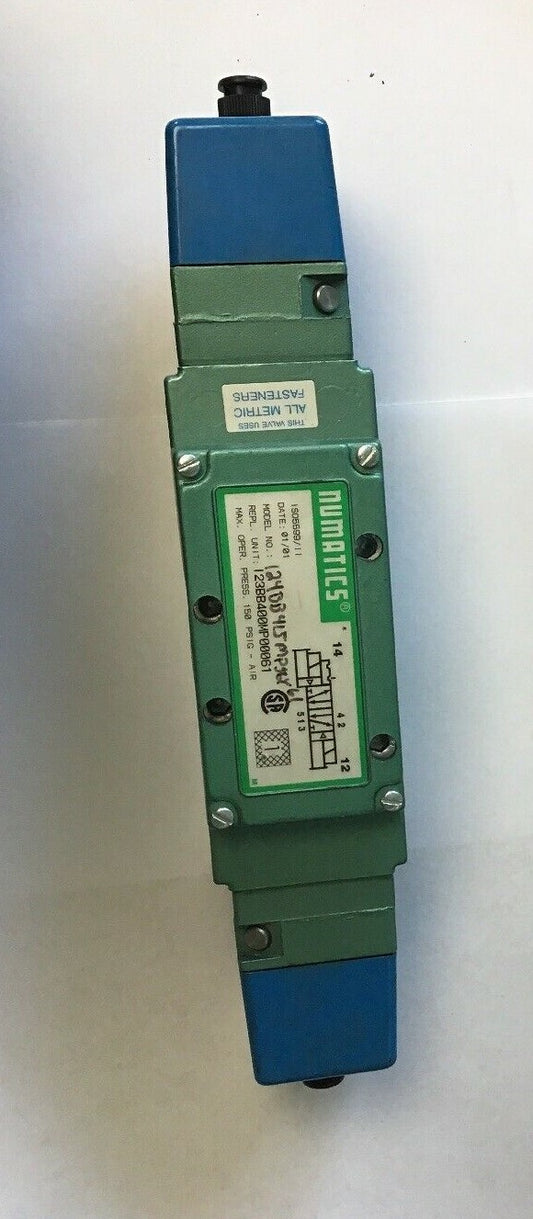 THIS VALVE USES
ALL METRIC
FASTENERS
NUMATICS®
ISO5599/II
DATE: 01/01
MODEL NO.:
REPL. UNIT: 123BB400MP00061
MAX. OPER. PRESS. 150 PSIG - AIR
14
4 2
5 1 3
12
1
M